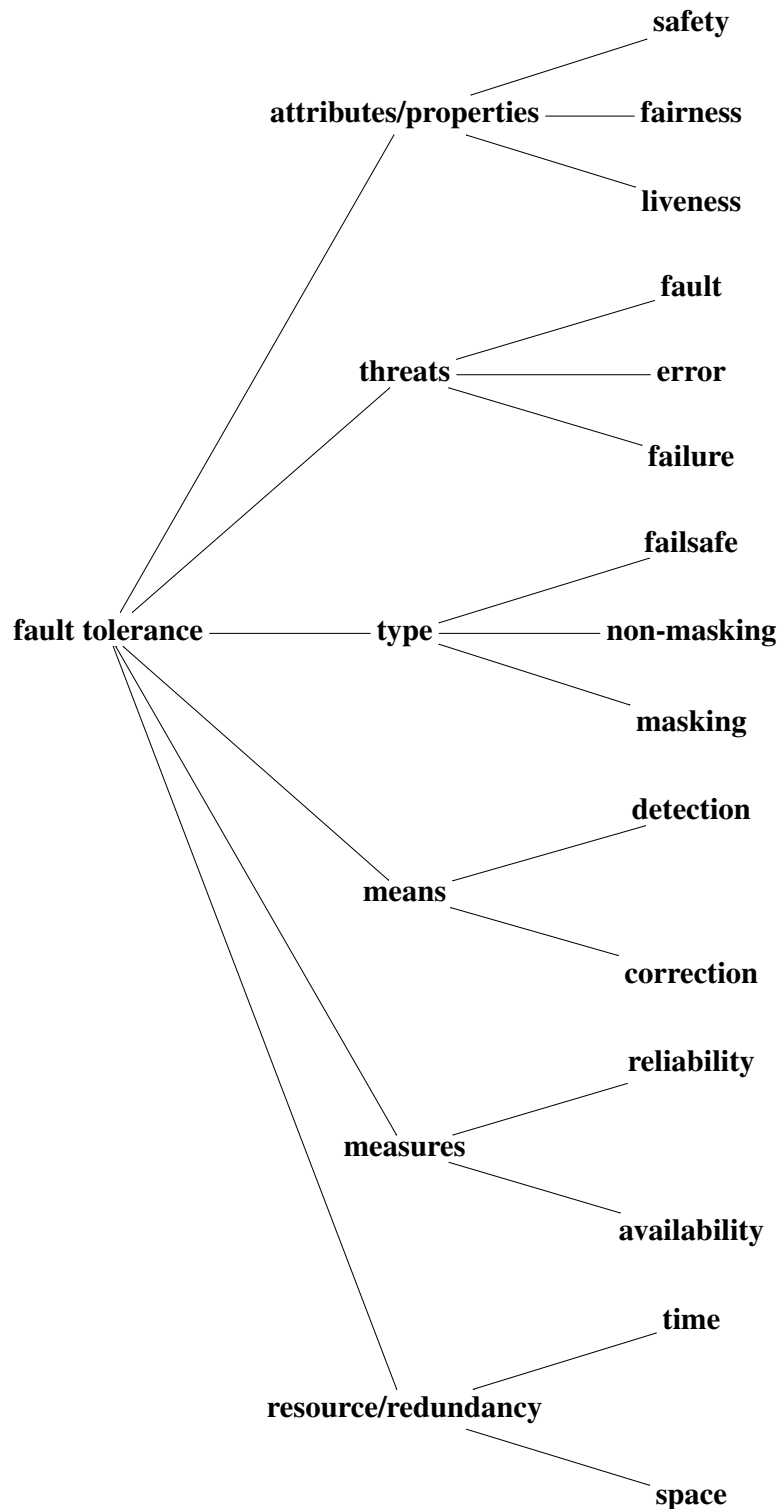 safety
attributes/properties
fairness
liveness
fault
threats
error
failure
failsafe
fault tolerance
type
non-masking
masking
detection
means
correction
reliability
measures
availability
time
resource/redundancy
space